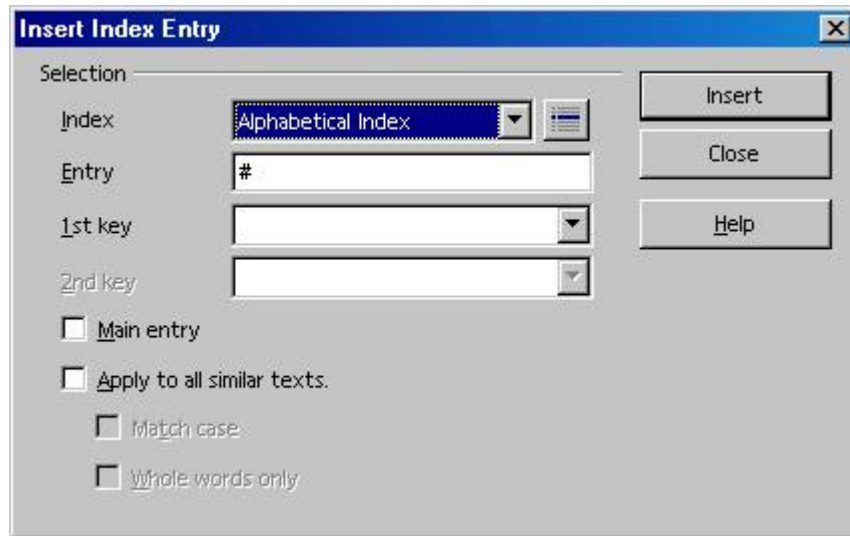 Insert Index Entry
Selection
Index
Alphabetical Index
Entry
#
1st key
2nd key
Main entry
Apply to all similar texts.
Match case
Whole words only
Insert
Close
Help